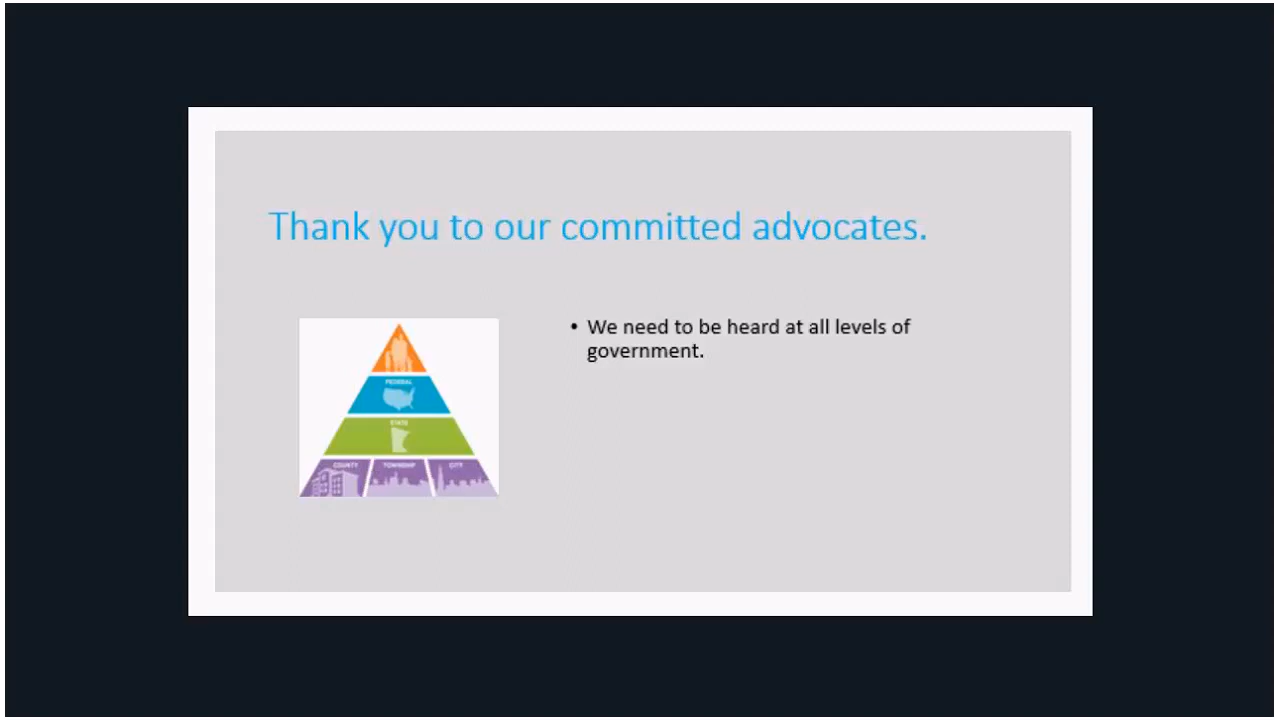 Thank you to our committed advocates.
• We need to be heard at all levels of
government.
FEDERAL
STATE
COUNTY TOWNSHIP CITY